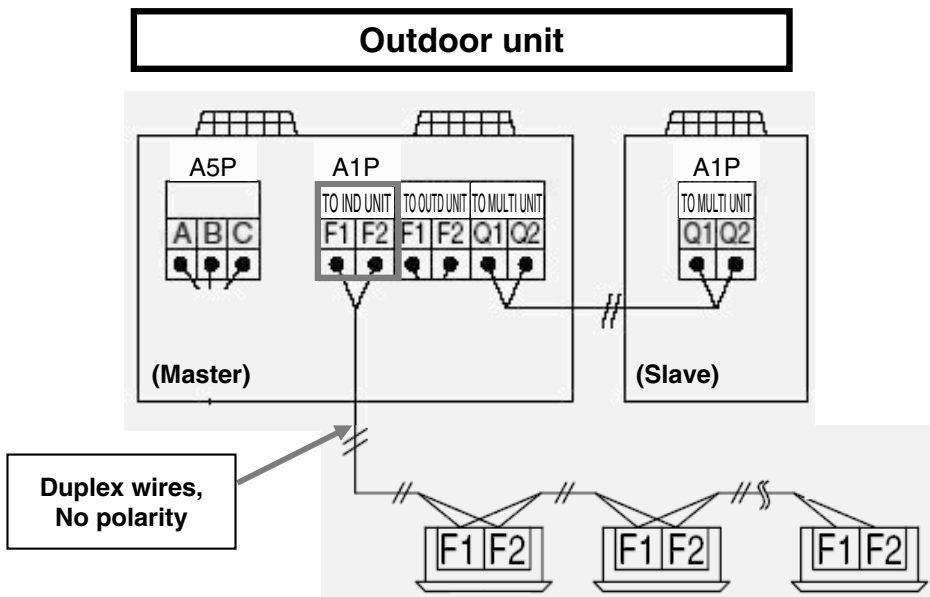 Outdoor unit
A5P
A B C
A1P
TO IND UNIT TO OUTD UNIT TO MULTI UNIT
F1 F2 F1 F2 Q1 Q2
A1P
TO MULTI UNIT
Q1 Q2
(Master)
(Slave)
Duplex wires,
No polarity
F1 F2
F1 F2
F1 F2